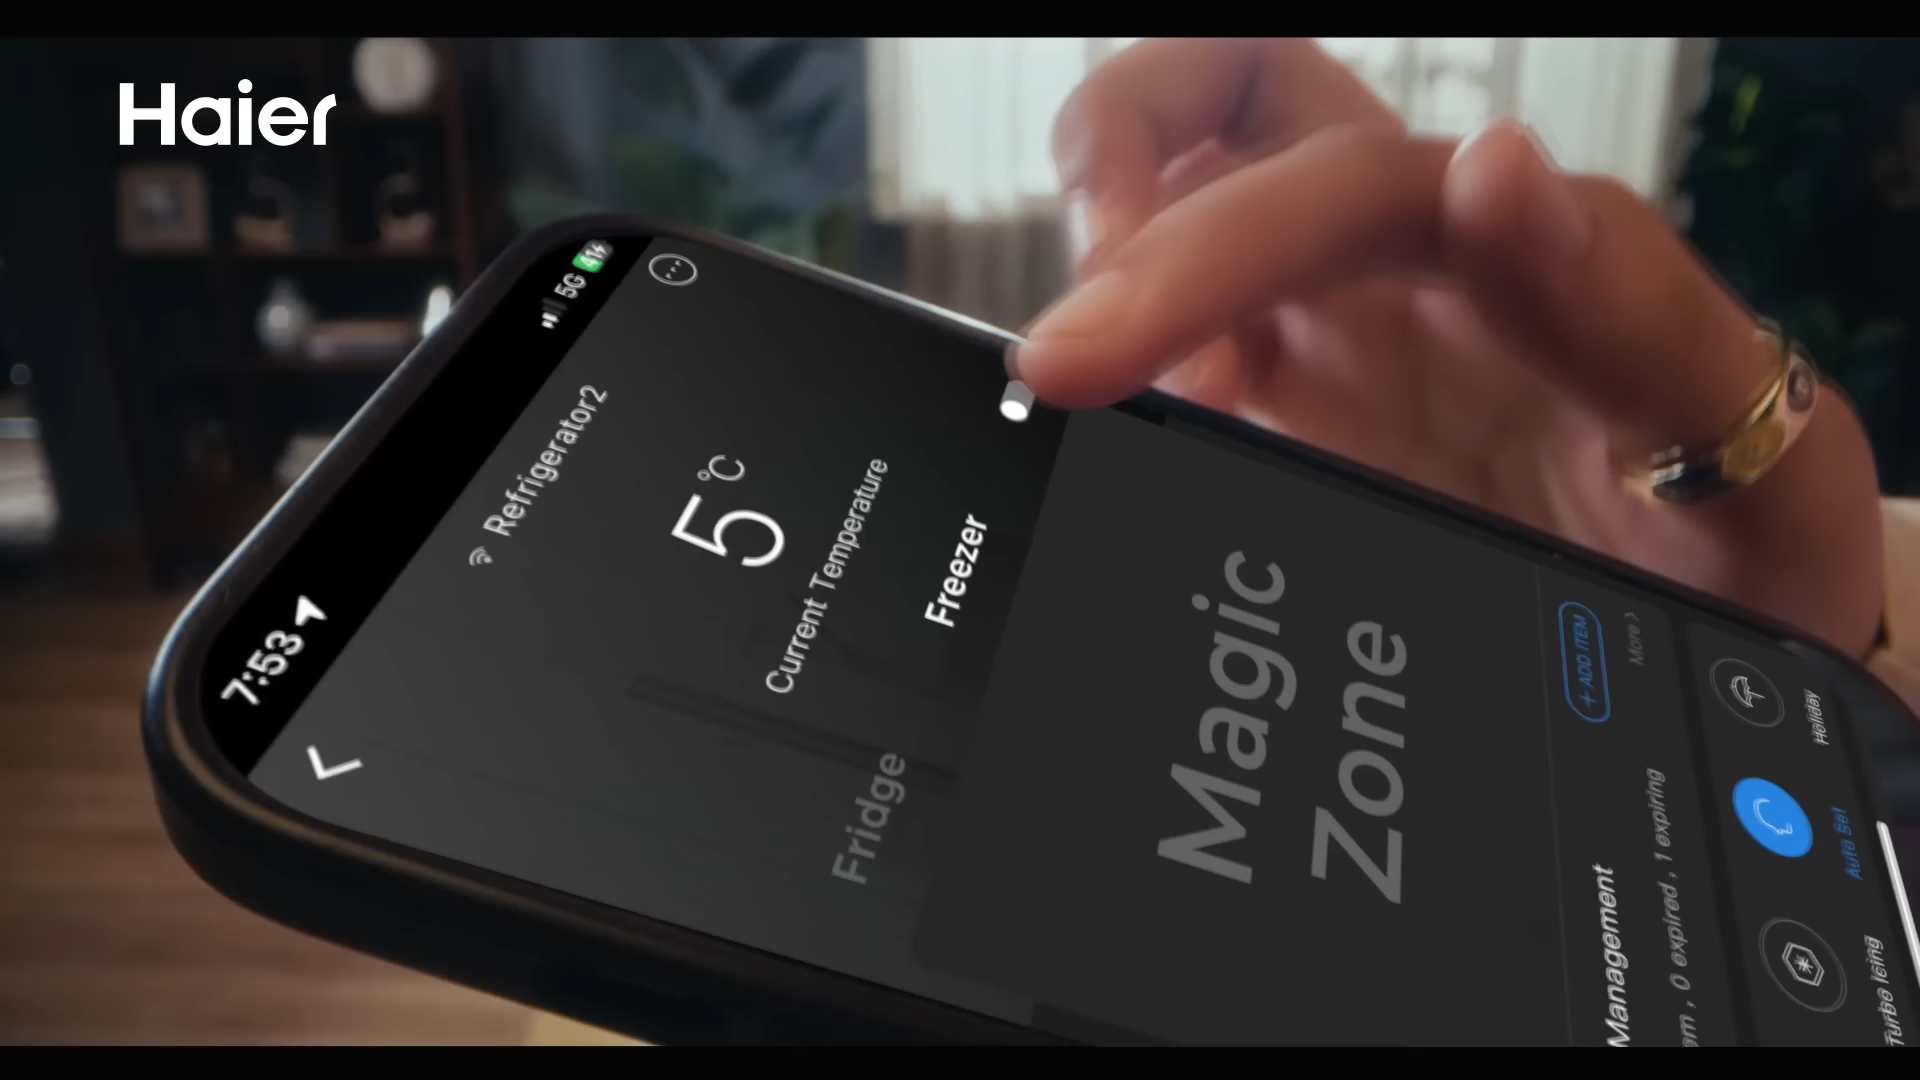 Haier
7:53
5G 41
Refrigerator2
5°C
Current Temperature
Fridge
Freezer
Magic
Zone
Management
+ ADD ITEM
, 0 expired , 1 expiring
More >
Turbo Icing
Auto Set
Holiday